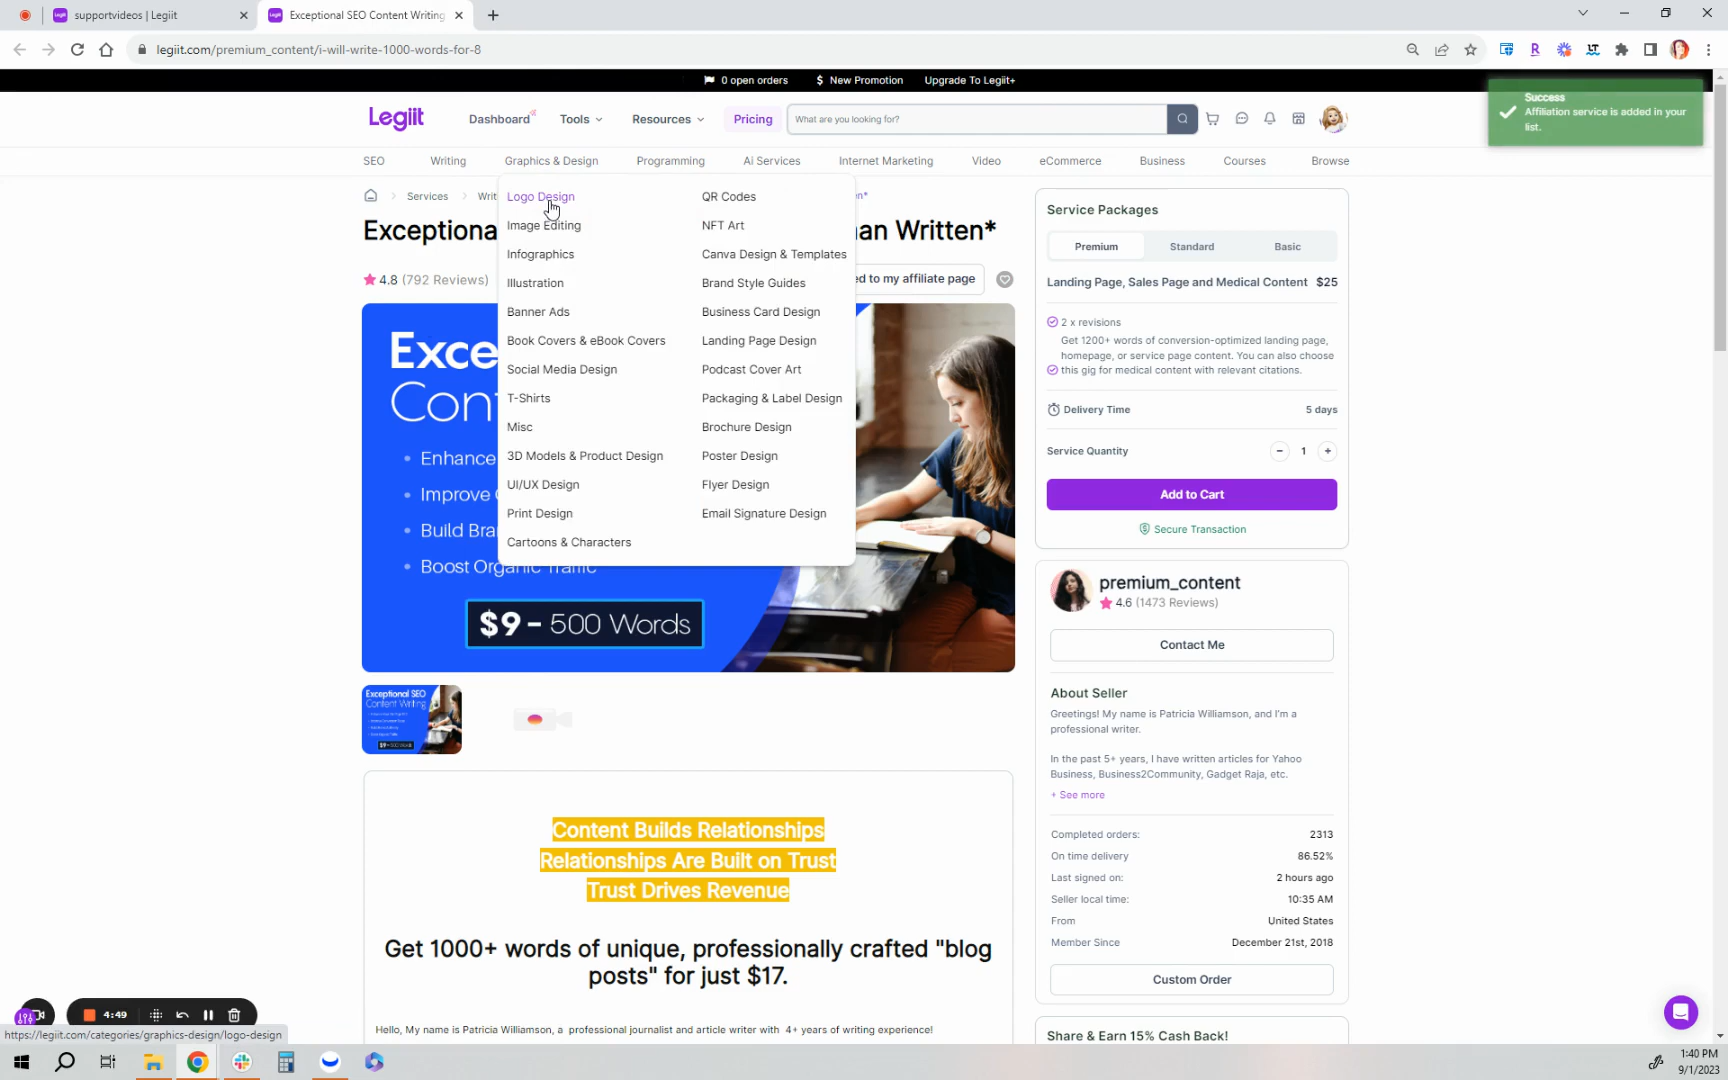 supportvideos | Legiit
Exceptional SEO Content Writing
legiit.com/premium_content/i-will-write-1000-words-for-8
0 open orders
$ New Promotion
Upgrade To Legiit+
Success
Affiliation service is added in your
list.
Legiit
Dashboard
Tools
Resources
Pricing
What are you looking for?
SEO
Writing
Graphics & Design
Programming
Ai Services
Internet Marketing
Video
eCommerce
Business
Courses
Browse
Services
Logo Design
Image Editing
Infographics
Illustration
Banner Ads
Book Covers & eBook Covers
Social Media Design
T-Shirts
Misc
3D Models & Product Design
UI/UX Design
Print Design
Cartoons & Characters
QR Codes
NFT Art
Canva Design & Templates
Brand Style Guides
Business Card Design
Landing Page Design
Podcast Cover Art
Packaging & Label Design
Brochure Design
Poster Design
Flyer Design
Email Signature Design
Exceptional
an Written*
4.8 (792 Reviews)
ed to my affiliate page
Exce
Con
• Enhance
• Improve
• Build Bra
• Boost Organic Traffic
$9 – 500 Words
Exceptional SEO
Content Writing
$9 - 500 Words
Content Builds Relationships
Relationships Are Built on Trust
Trust Drives Revenue
Get 1000+ words of unique, professionally crafted "blog
posts" for just $17.
Hello, My name is Patricia Williamson, a professional journalist and article writer with 4+ years of writing experience!
Service Packages
Premium
Standard
Basic
Landing Page, Sales Page and Medical Content $25
2 x revisions
Get 1200+ words of conversion-optimized landing page,
homepage, or service page content. You can also choose
this gig for medical content with relevant citations.
Delivery Time 5 days
Service Quantity − 1 +
Add to Cart
Secure Transaction
premium_content
4.6 (1473 Reviews)
Contact Me
About Seller
Greetings! My name is Patricia Williamson, and I'm a
professional writer.
In the past 5+ years, I have written articles for Yahoo
Business, Business2Community, Gadget Raja, etc.
+ See more
Completed orders: 2313
On time delivery 86.52%
Last signed on: 2 hours ago
Seller local time: 10:35 AM
From United States
Member Since December 21st, 2018
Custom Order
Share & Earn 15% Cash Back!
4:49
https://legiit.com/categories/graphics-design/logo-design
1:40 PM
9/1/2023